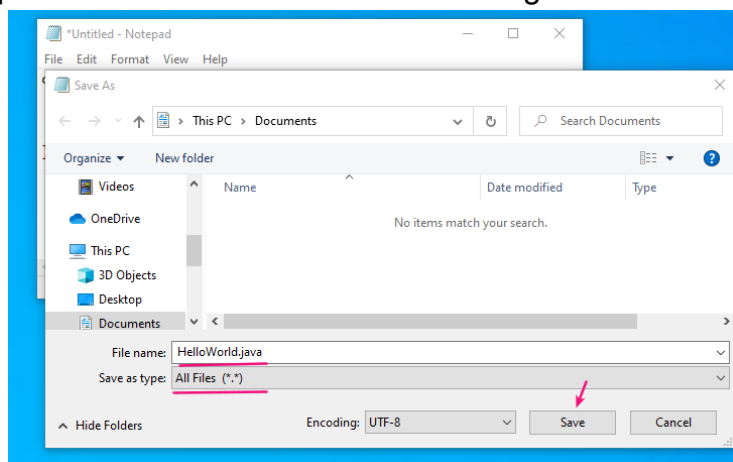 *Untitled - Notepad
File Edit Format View Help
Save As
This PC > Documents
Search Documents
Organize New folder
Videos
OneDrive
This PC
3D Objects
Desktop
Documents
Name Date modified Type
No items match your search.
File name: HelloWorld.java
Save as type: All Files (*.*)
Hide Folders Encoding: UTF-8 Save Cancel